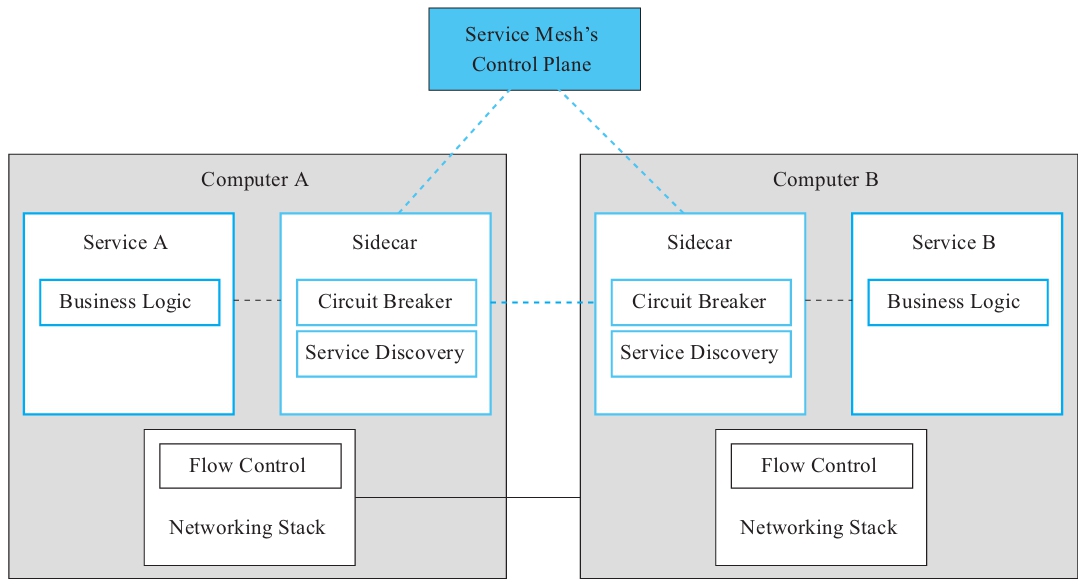 Service Mesh's
Control Plane
Computer A
Service A
Business Logic
Sidecar
Circuit Breaker
Service Discovery
Flow Control
Networking Stack
Computer B
Sidecar
Circuit Breaker
Service Discovery
Service B
Business Logic
Flow Control
Networking Stack